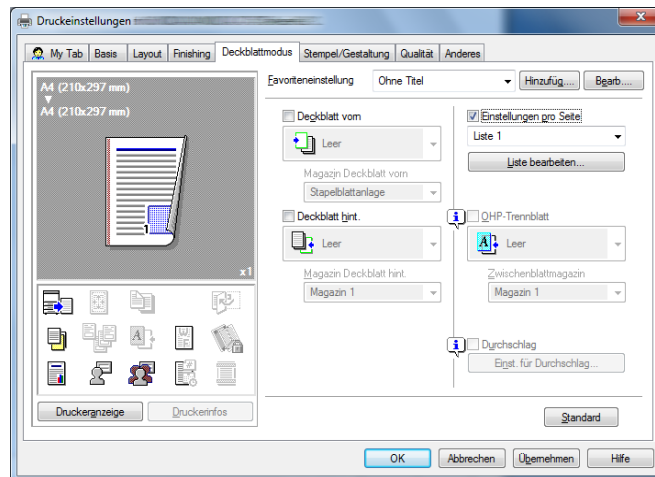 Druckeinstellungen
My Tab Basis Layout Finishing Deckblattmodus Stempel/Gestaltung Qualität Anderes
A4 (210x297 mm)
A4 (210x297 mm)
1
x1
Druckeranzeige Druckerinfos
Favoriteneinstellung Ohne Titel Hinzufüg.... Bearb....
Deckblatt vorn
Leer
Magazin Deckblatt vorn
Stapelblattanlage
Deckblatt hint.
Leer
Magazin Deckblatt hint.
Magazin 1
Einstellungen pro Seite
Liste 1
Liste bearbeiten...
OHP-Trennblatt
Leer
Zwischenblattmagazin
Magazin 1
Durchschlag
Einst. für Durchschlag...
Standard
OK Abbrechen Übernehmen Hilfe